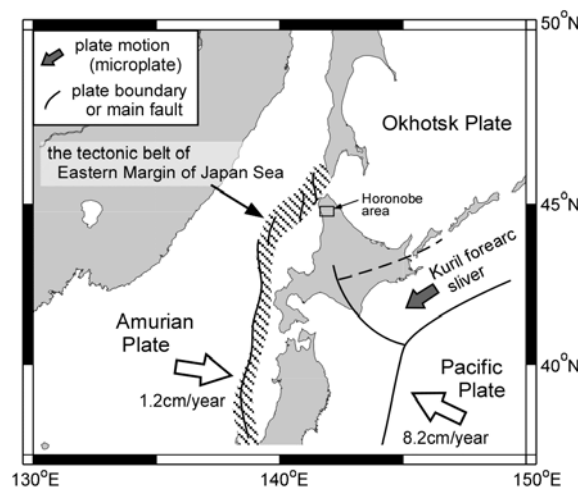 plate motion
(microplate)
plate boundary
or main fault
the tectonic belt of
Eastern Margin of Japan Sea
Okhotsk Plate
Horonobe
area
Kuril forearc
sliver
Amurian
Plate
1.2cm/year
Pacific
Plate
8.2cm/year
50°N
45°N
40°N
130°E
140°E
150°E